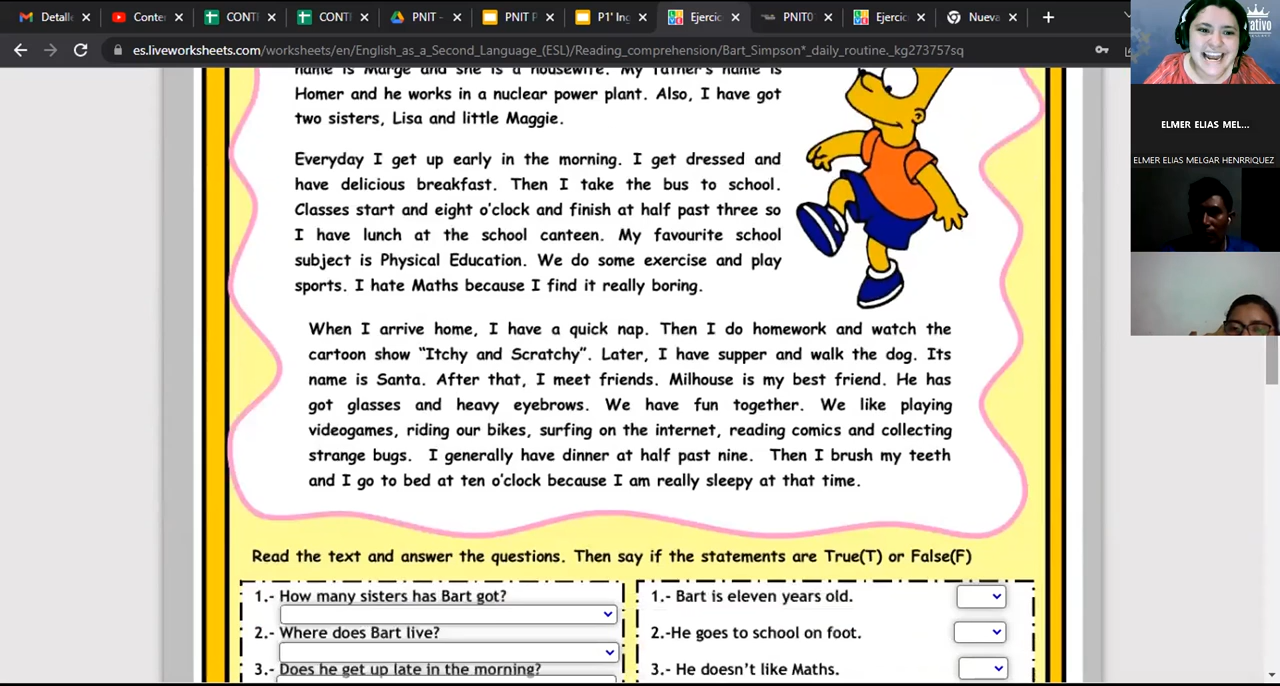 Detall
Conte
CONTI
CONTI
PNIT -
PNIT P
P1' Ing
Ejercic
PNIT0
Ejercic
Nueva
ativo
es.liveworksheets.com/worksheets/en/English_as_a_Second_Language_(ESL)/Reading_comprehension/Bart_Simpson*_daily_routine._kg273757sq
name is Marge and she is a housewife. My father's name is
Homer and he works in a nuclear power plant. Also, I have got
two sisters, Lisa and little Maggie.
Everyday I get up early in the morning. I get dressed and
have delicious breakfast. Then I take the bus to school.
Classes start and eight o'clock and finish at half past three so
I have lunch at the school canteen. My favourite school
subject is Physical Education. We do some exercise and play
sports. I hate Maths because I find it really boring.
When I arrive home, I have a quick nap. Then I do homework and watch the
cartoon show “Itchy and Scratchy”. Later, I have supper and walk the dog. Its
name is Santa. After that, I meet friends. Milhouse is my best friend. He has
got glasses and heavy eyebrows. We have fun together. We like playing
videogames, riding our bikes, surfing on the internet, reading comics and collecting
strange bugs. I generally have dinner at half past nine. Then I brush my teeth
and I go to bed at ten o'clock because I am really sleepy at that time.
Read the text and answer the questions. Then say if the statements are True(T) or False(F)
1.- How many sisters has Bart got?
2.- Where does Bart live?
3.- Does he get up late in the morning?
1.- Bart is eleven years old.
2.-He goes to school on foot.
3.- He doesn't like Maths.
ELMER ELIAS MEL...
ELMER ELIAS MELGAR HENRRIQUEZ